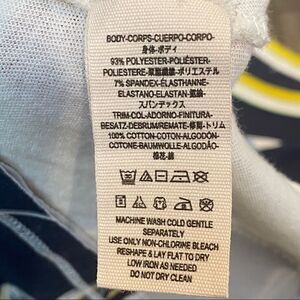 BODY-CORPS-CUERPO-CORPO-
身体-ボディ
93% POLYESTER-POLIÉSTER-
POLIESTERE-聚酯纖維-ポリエステル
7% SPANDEX-ÉLASTHANNE-
ELASTANO-ELASTAN-氨纶-
スパンデックス
TRIM-COL-ADORNO-FINITURA-
BESATZ-DEBRUM/REMATE-修剪-トリム
100% COTTON-COTON-ALGODÓN-
COTONE-BAUMWOLLE-ALGODÃO-
棉花-綿
MACHINE WASH COLD GENTLE
SEPARATELY
USE ONLY NON-CHLORINE BLEACH
RESHAPE & LAY FLAT TO DRY
LOW IRON AS NEEDED
DO NOT DRY CLEAN